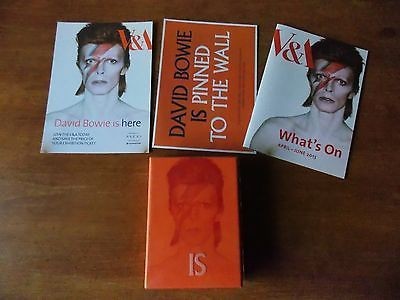 V&A
David Bowie is here
JOIN THE V&A TODAY
AND SAVE THE PRICE OF
YOUR EXHIBITION TICKET
DAVID BOWIE
IS PINNED
TO THE WALL
V&A
What's On
APRIL – JUNE 2013
IS